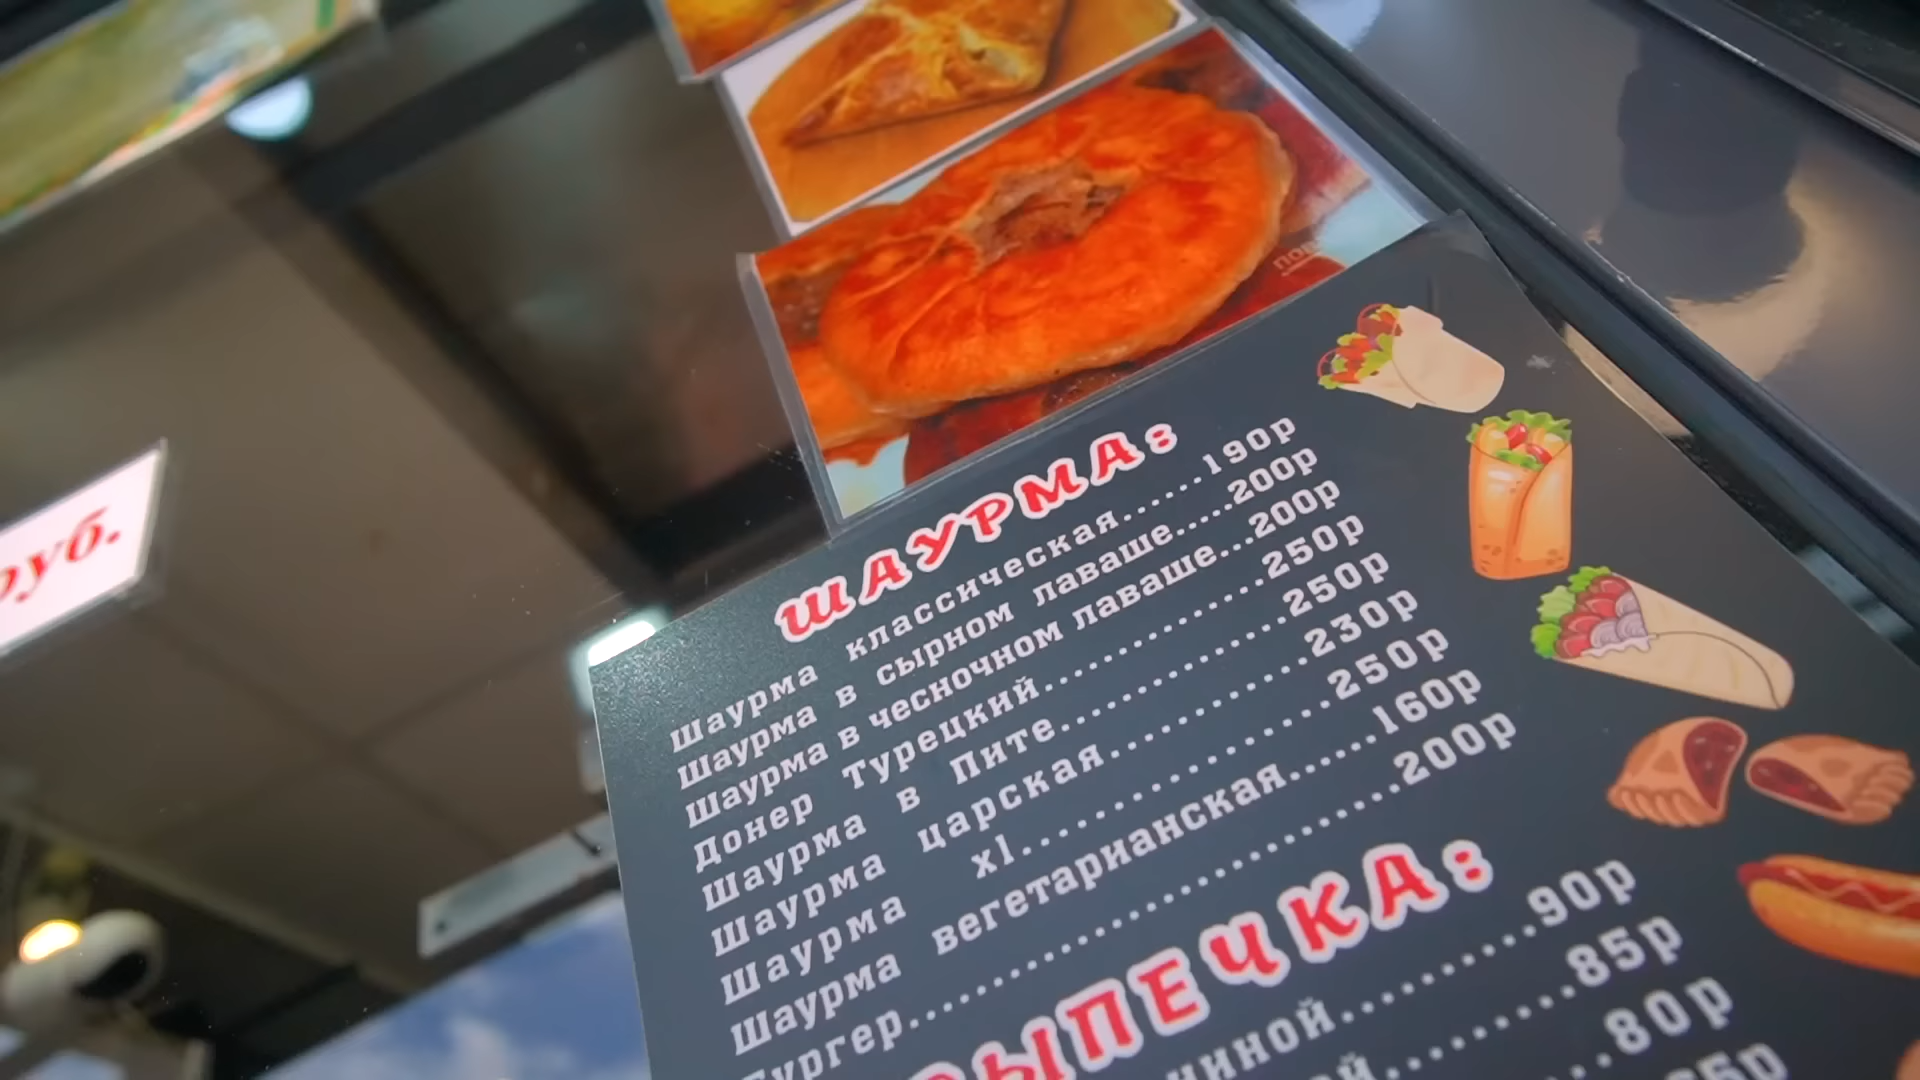 руб.
ШАУРМА:
Шаурма классическая......190р
Шаурма в сырном лаваше.....200р
Шаурма в чесночном лаваше...200р
Донер Турецкий..............250р
Шаурма в Пите...............250р
Шаурма царская.............230р
Шаурма xl....................250р
Шаурма вегетарианская......160р
Бургер..............................200р
ВЫПЕЧКА:
............90р
...........85р
...80р